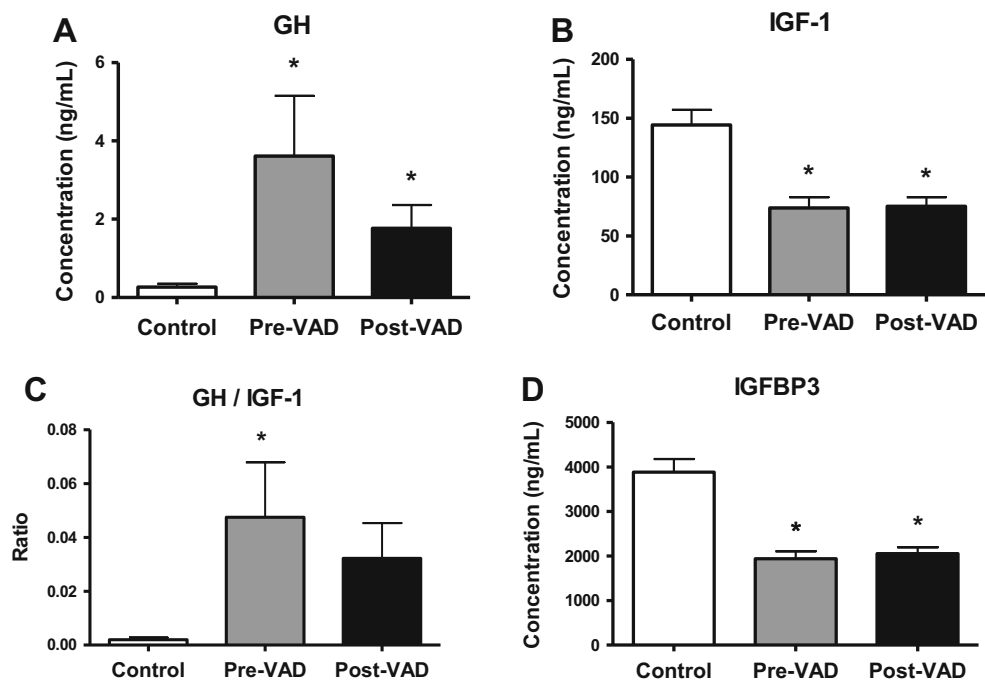 A
GH
Concentration (ng/mL)
6
4
2
0
*
*
Control Pre-VAD Post-VAD
B
IGF-1
Concentration (ng/mL)
200
150
100
50
0
*
*
Control Pre-VAD Post-VAD
C
GH / IGF-1
Ratio
0.08
0.06
0.04
0.02
0.00
*
Control Pre-VAD Post-VAD
D
IGFBP3
Concentration (ng/mL)
5000
4000
3000
2000
1000
0
*
*
Control Pre-VAD Post-VAD